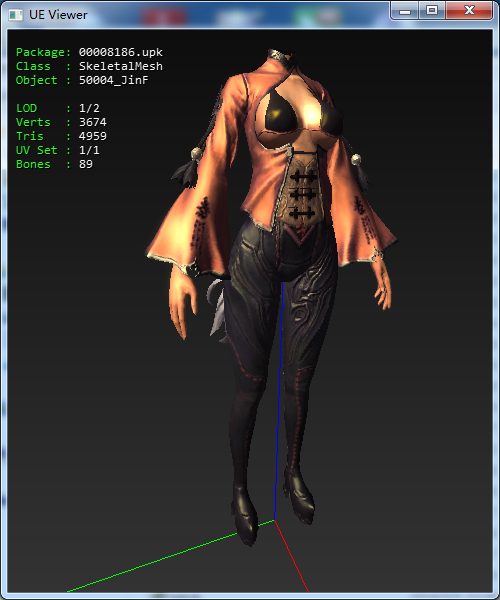 UE Viewer
Package: 00008186.upk
Class : SkeletalMesh
Object : 50004_JinF
LOD : 1/2
Verts : 3674
Tris : 4959
UV Set : 1/1
Bones : 89